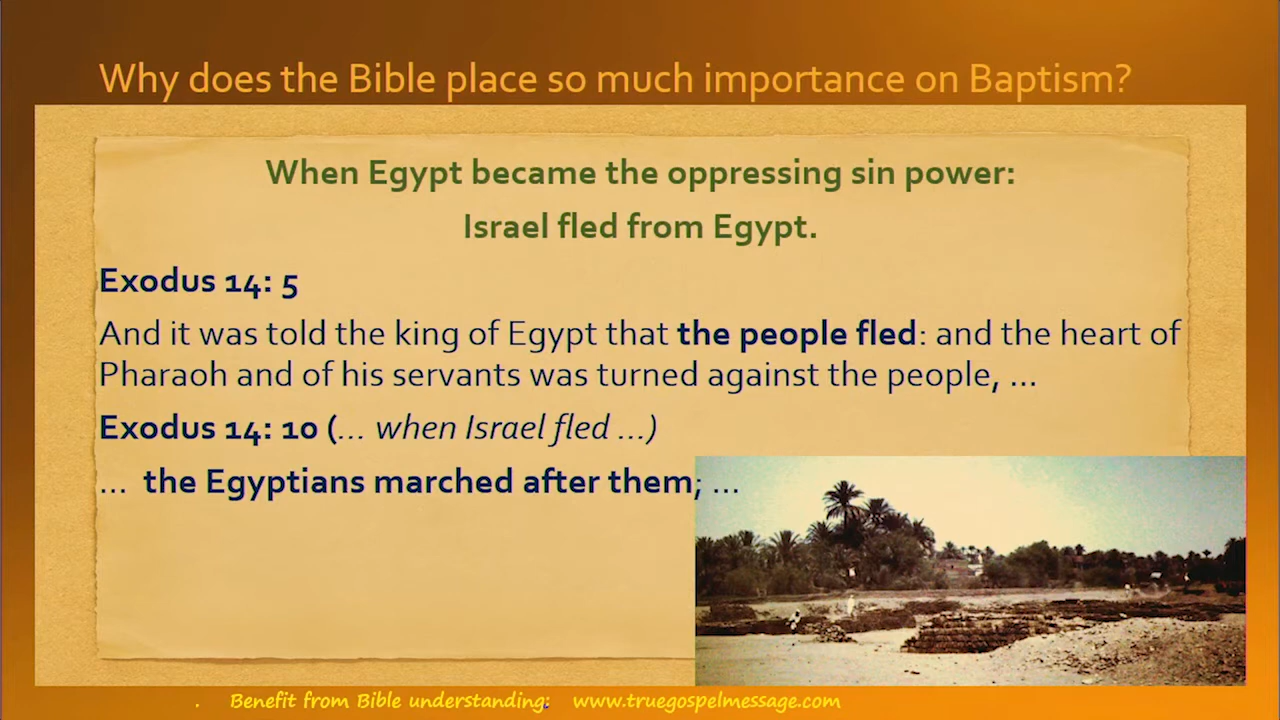 Why does the Bible place so much importance on Baptism?
When Egypt became the oppressing sin power:
Israel fled from Egypt.
Exodus 14: 5
And it was told the king of Egypt that the people fled: and the heart of
Pharaoh and of his servants was turned against the people, ...
Exodus 14: 10 (... when Israel fled ...)
... the Egyptians marched after them; ...
. Benefit from Bible understanding: www.truegospelmessage.com